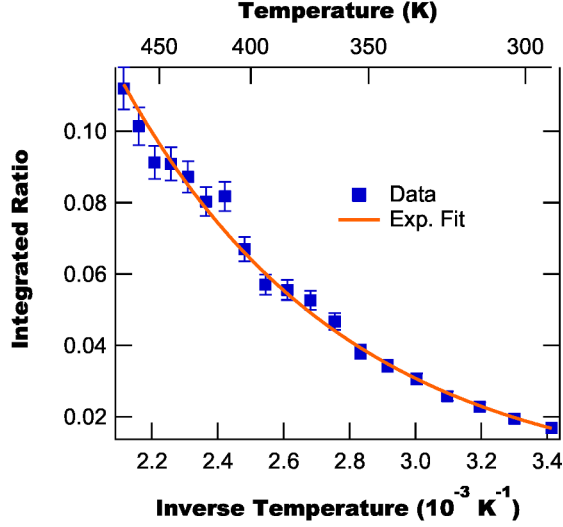 Temperature (K)
450 400 350 300
0.10
0.08
0.06
0.04
0.02
Integrated Ratio
Data
Exp. Fit
2.2 2.4 2.6 2.8 3.0 3.2 3.4
Inverse Temperature (10⁻³ K⁻¹)